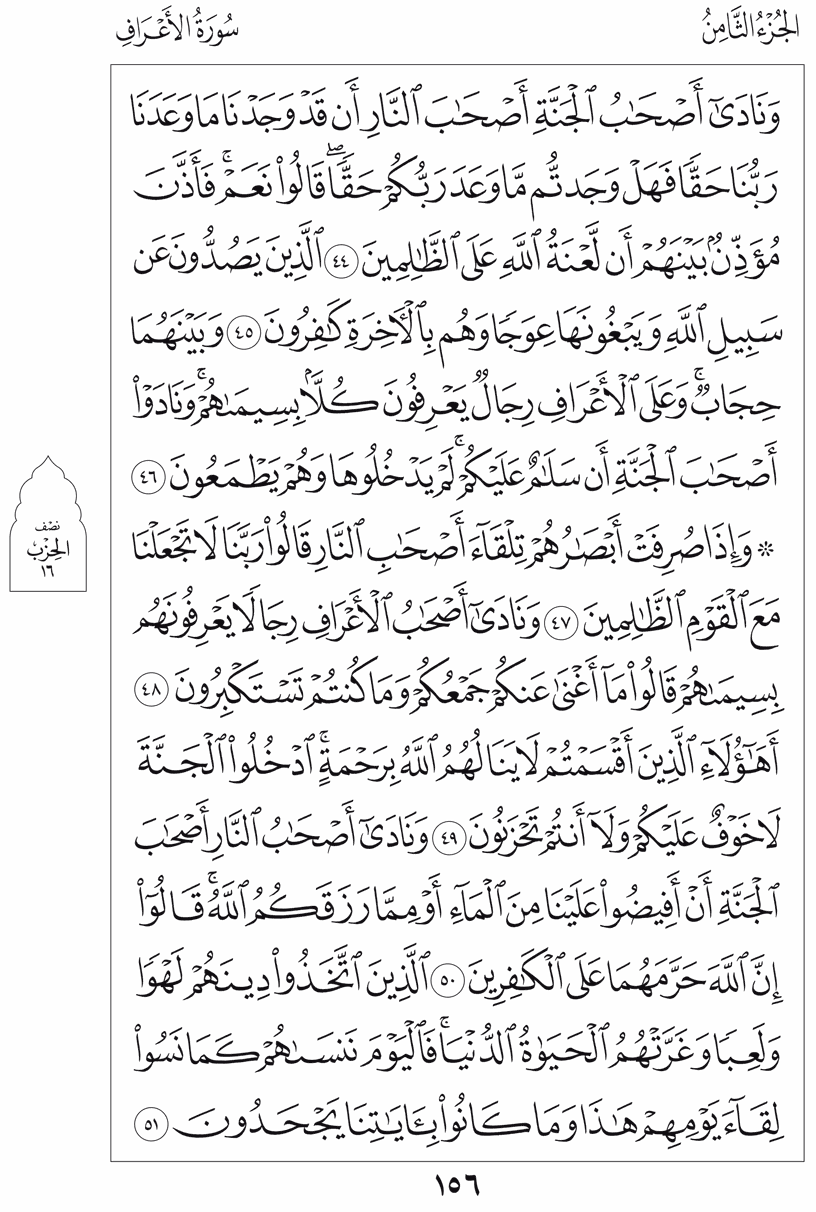 الجُزْءُ الثَّامِنُ
سُورَةُ الأَعْرَافِ
وَنَادَىٰٓ أَصْحَٰبُ ٱلْجَنَّةِ أَصْحَٰبَ ٱلنَّارِ أَن قَدْ وَجَدْنَا مَا وَعَدَنَا
رَبُّنَا حَقًّا فَهَلْ وَجَدتُّم مَّا وَعَدَ رَبُّكُمْ حَقًّاۖ قَالُوا۟ نَعَمْۚ فَأَذَّنَ
مُؤَذِّنٌۢ بَيْنَهُمْ أَن لَّعْنَةُ ٱللَّهِ عَلَى ٱلظَّٰلِمِينَ ٤٤ ٱلَّذِينَ يَصُدُّونَ عَن
سَبِيلِ ٱللَّهِ وَيَبْغُونَهَا عِوَجًا وَهُم بِٱلْءَاخِرَةِ كَٰفِرُونَ ٤٥ وَبَيْنَهُمَا
حِجَابٌۚ وَعَلَى ٱلْأَعْرَافِ رِجَالٌ يَعْرِفُونَ كُلًّۢا بِسِيمَىٰهُمْۚ وَنَادَوْا۟
أَصْحَٰبَ ٱلْجَنَّةِ أَن سَلَٰمٌ عَلَيْكُمْۚ لَمْ يَدْخُلُوهَا وَهُمْ يَطْمَعُونَ ٤٦
۞ وَإِذَا صُرِفَتْ أَبْصَٰرُهُمْ تِلْقَآءَ أَصْحَٰبِ ٱلنَّارِ قَالُوا۟ رَبَّنَا لَا تَجْعَلْنَا
مَعَ ٱلْقَوْمِ ٱلظَّٰلِمِينَ ٤٧ وَنَادَىٰٓ أَصْحَٰبُ ٱلْأَعْرَافِ رِجَالًا يَعْرِفُونَهُم
بِسِيمَىٰهُمْ قَالُوا۟ مَآ أَغْنَىٰ عَنكُمْ جَمْعُكُمْ وَمَا كُنتُمْ تَسْتَكْبِرُونَ ٤٨
أَهَٰٓؤُلَآءِ ٱلَّذِينَ أَقْسَمْتُمْ لَا يَنَالُهُمُ ٱللَّهُ بِرَحْمَةٍۚ ٱدْخُلُوا۟ ٱلْجَنَّةَ
لَا خَوْفٌ عَلَيْكُمْ وَلَآ أَنتُمْ تَحْزَنُونَ ٤٩ وَنَادَىٰٓ أَصْحَٰبُ ٱلنَّارِ أَصْحَٰبَ
ٱلْجَنَّةِ أَنْ أَفِيضُوا۟ عَلَيْنَا مِنَ ٱلْمَآءِ أَوْ مِمَّا رَزَقَكُمُ ٱللَّهُۚ قَالُوٓا۟
إِنَّ ٱللَّهَ حَرَّمَهُمَا عَلَى ٱلْكَٰفِرِينَ ٥٠ ٱلَّذِينَ ٱتَّخَذُوا۟ دِينَهُمْ لَهْوًا
وَلَعِبًا وَغَرَّتْهُمُ ٱلْحَيَوٰةُ ٱلدُّنْيَاۚ فَٱلْيَوْمَ نَنسَىٰهُمْ كَمَا نَسُوا۟
لِقَآءَ يَوْمِهِمْ هَٰذَا وَمَا كَانُوا۟ بِـَٔايَٰتِنَا يَجْحَدُونَ ٥١
نصف
الحزب
١٦
١٥٦